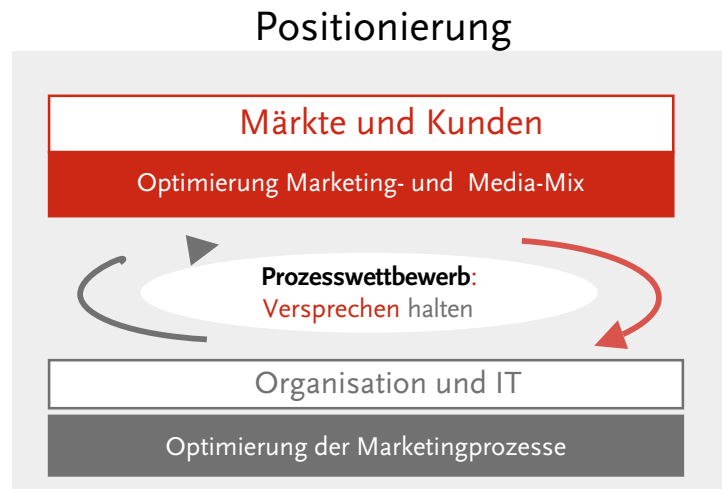 Positionierung
Märkte und Kunden
Optimierung Marketing- und Media-Mix
Prozesswettbewerb:
Versprechen halten
Organisation und IT
Optimierung der Marketingprozesse